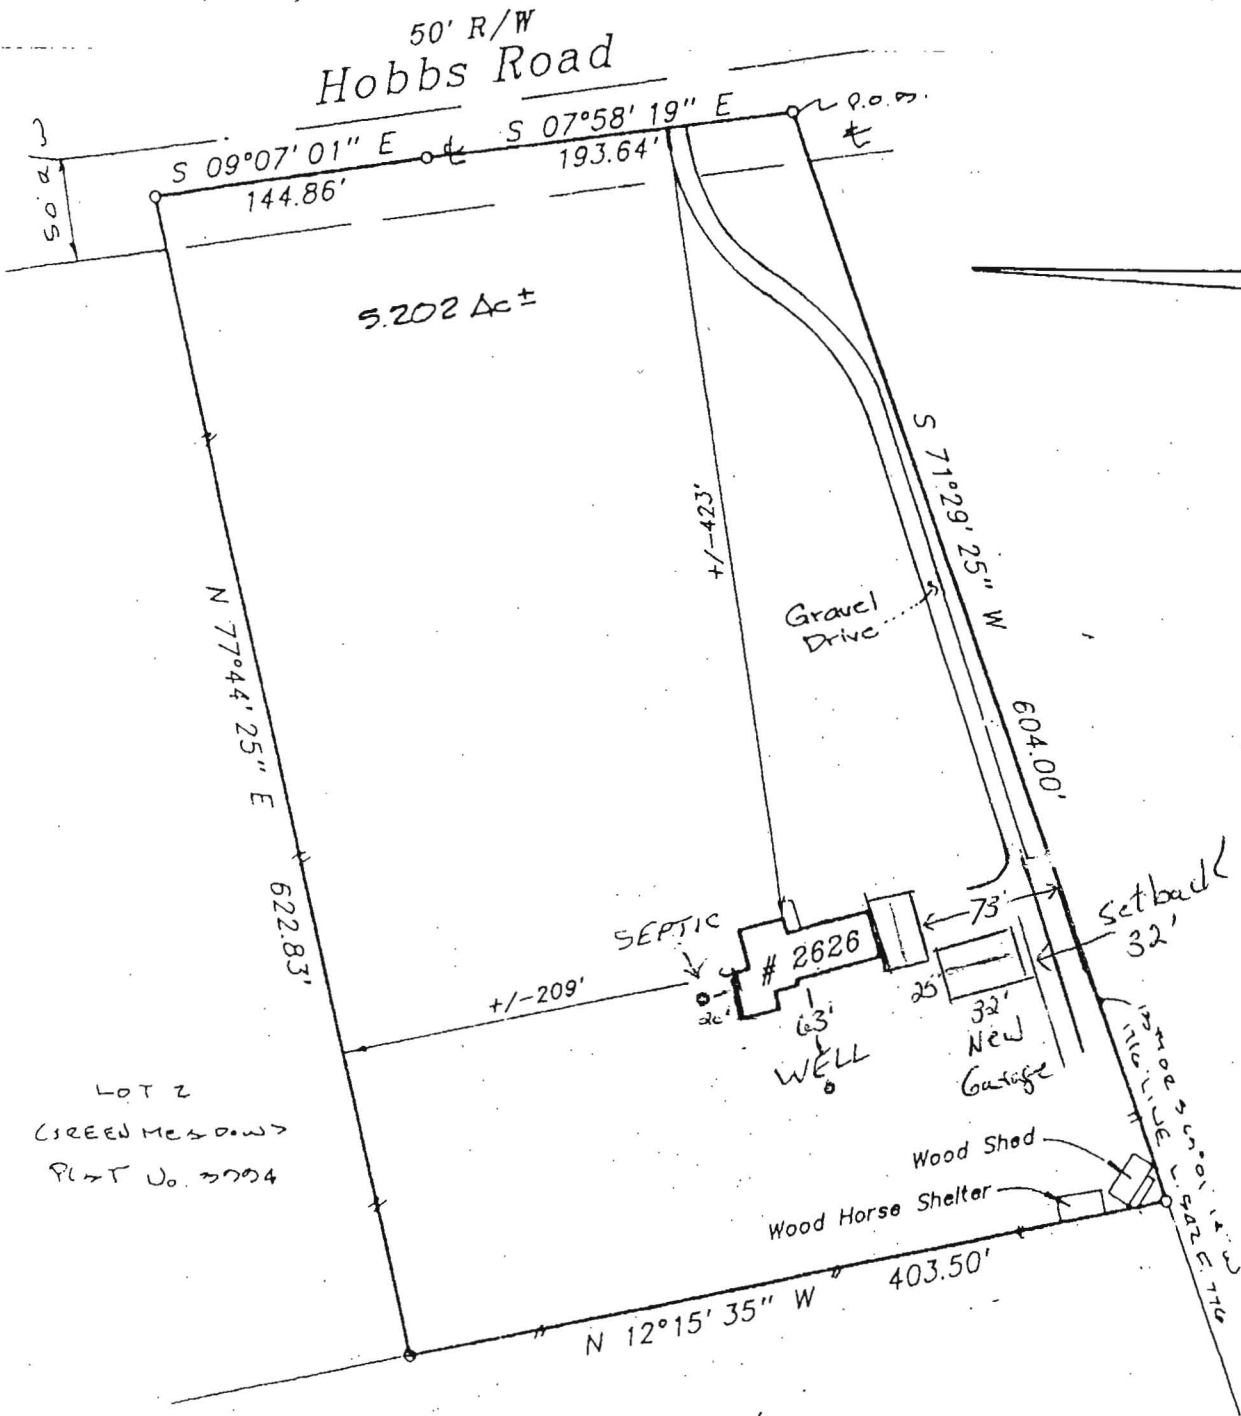 50' R/W
Hobbs Road
S 09°07'01" E
144.86'
S 07°58'19" E
193.64'
P.O.B.
5.202 Ac±
+/-423'
S 71°29'25" W
604.00'
Gravel
Drive
N 77°44'25" E
622.83'
SEPTIC
# 2626
73'
Setback
32'
+/-209'
63'
WELL
25'
32'
New
Garage
LOT 2
GREEN MEADOWS
PLAT No.
Wood Shed
Wood Horse Shelter
N 12°15'35" W
403.50'